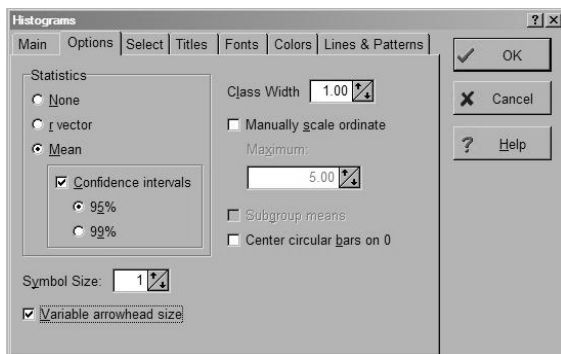 Histograms
Main Options Select Titles Fonts Colors Lines & Patterns
Statistics
None
r vector
Mean
Confidence intervals
95%
99%
Symbol Size: 1
Variable arrowhead size
Class Width 1.00
Manually scale ordinate
Maximum:
5.00
Subgroup means
Center circular bars on 0
OK
Cancel
? Help